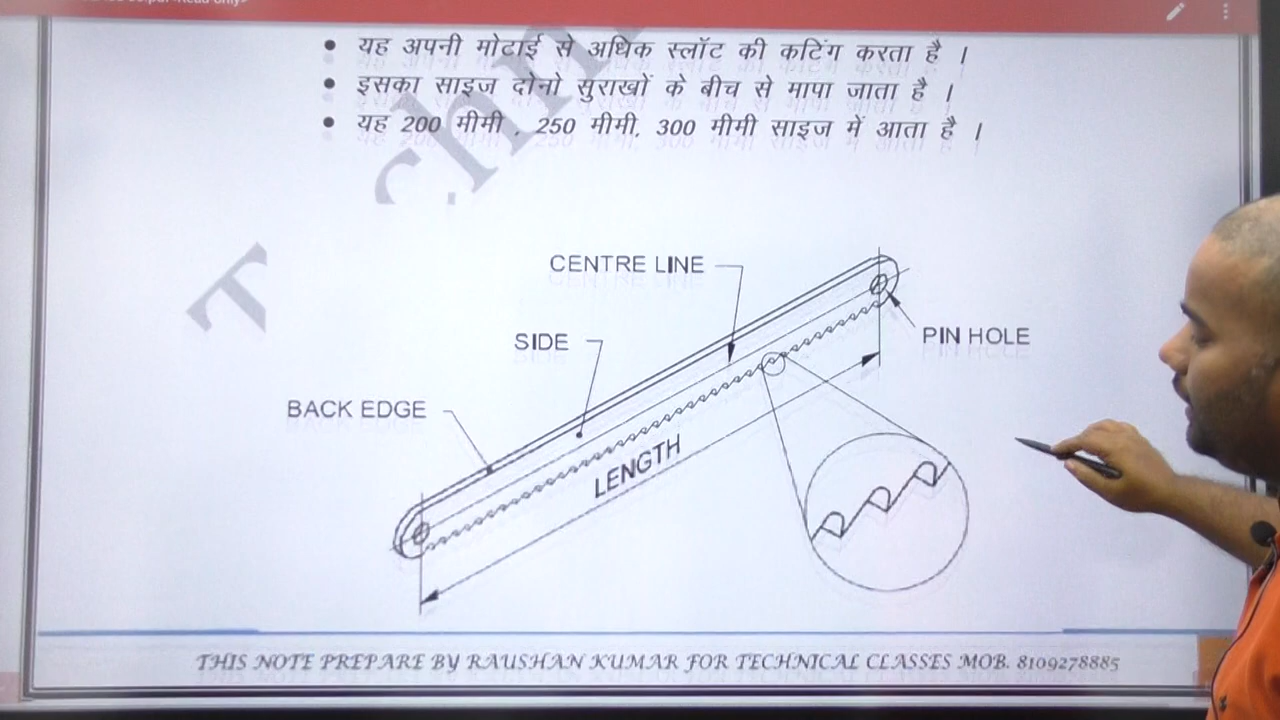 • यह अपनी मोटाई से अधिक स्लॉट की कटिंग करता है ।
• इसका साइज दोनो सुराखों के बीच से मापा जाता है ।
• यह 200 मीमी , 250 मीमी, 300 मीमी साइज में आता है ।
CENTRE LINE
SIDE
PIN HOLE
BACK EDGE
LENGTH
THIS NOTE PREPARE BY RAUSHAN KUMAR FOR TECHNICAL CLASSES MOB. 8109278885